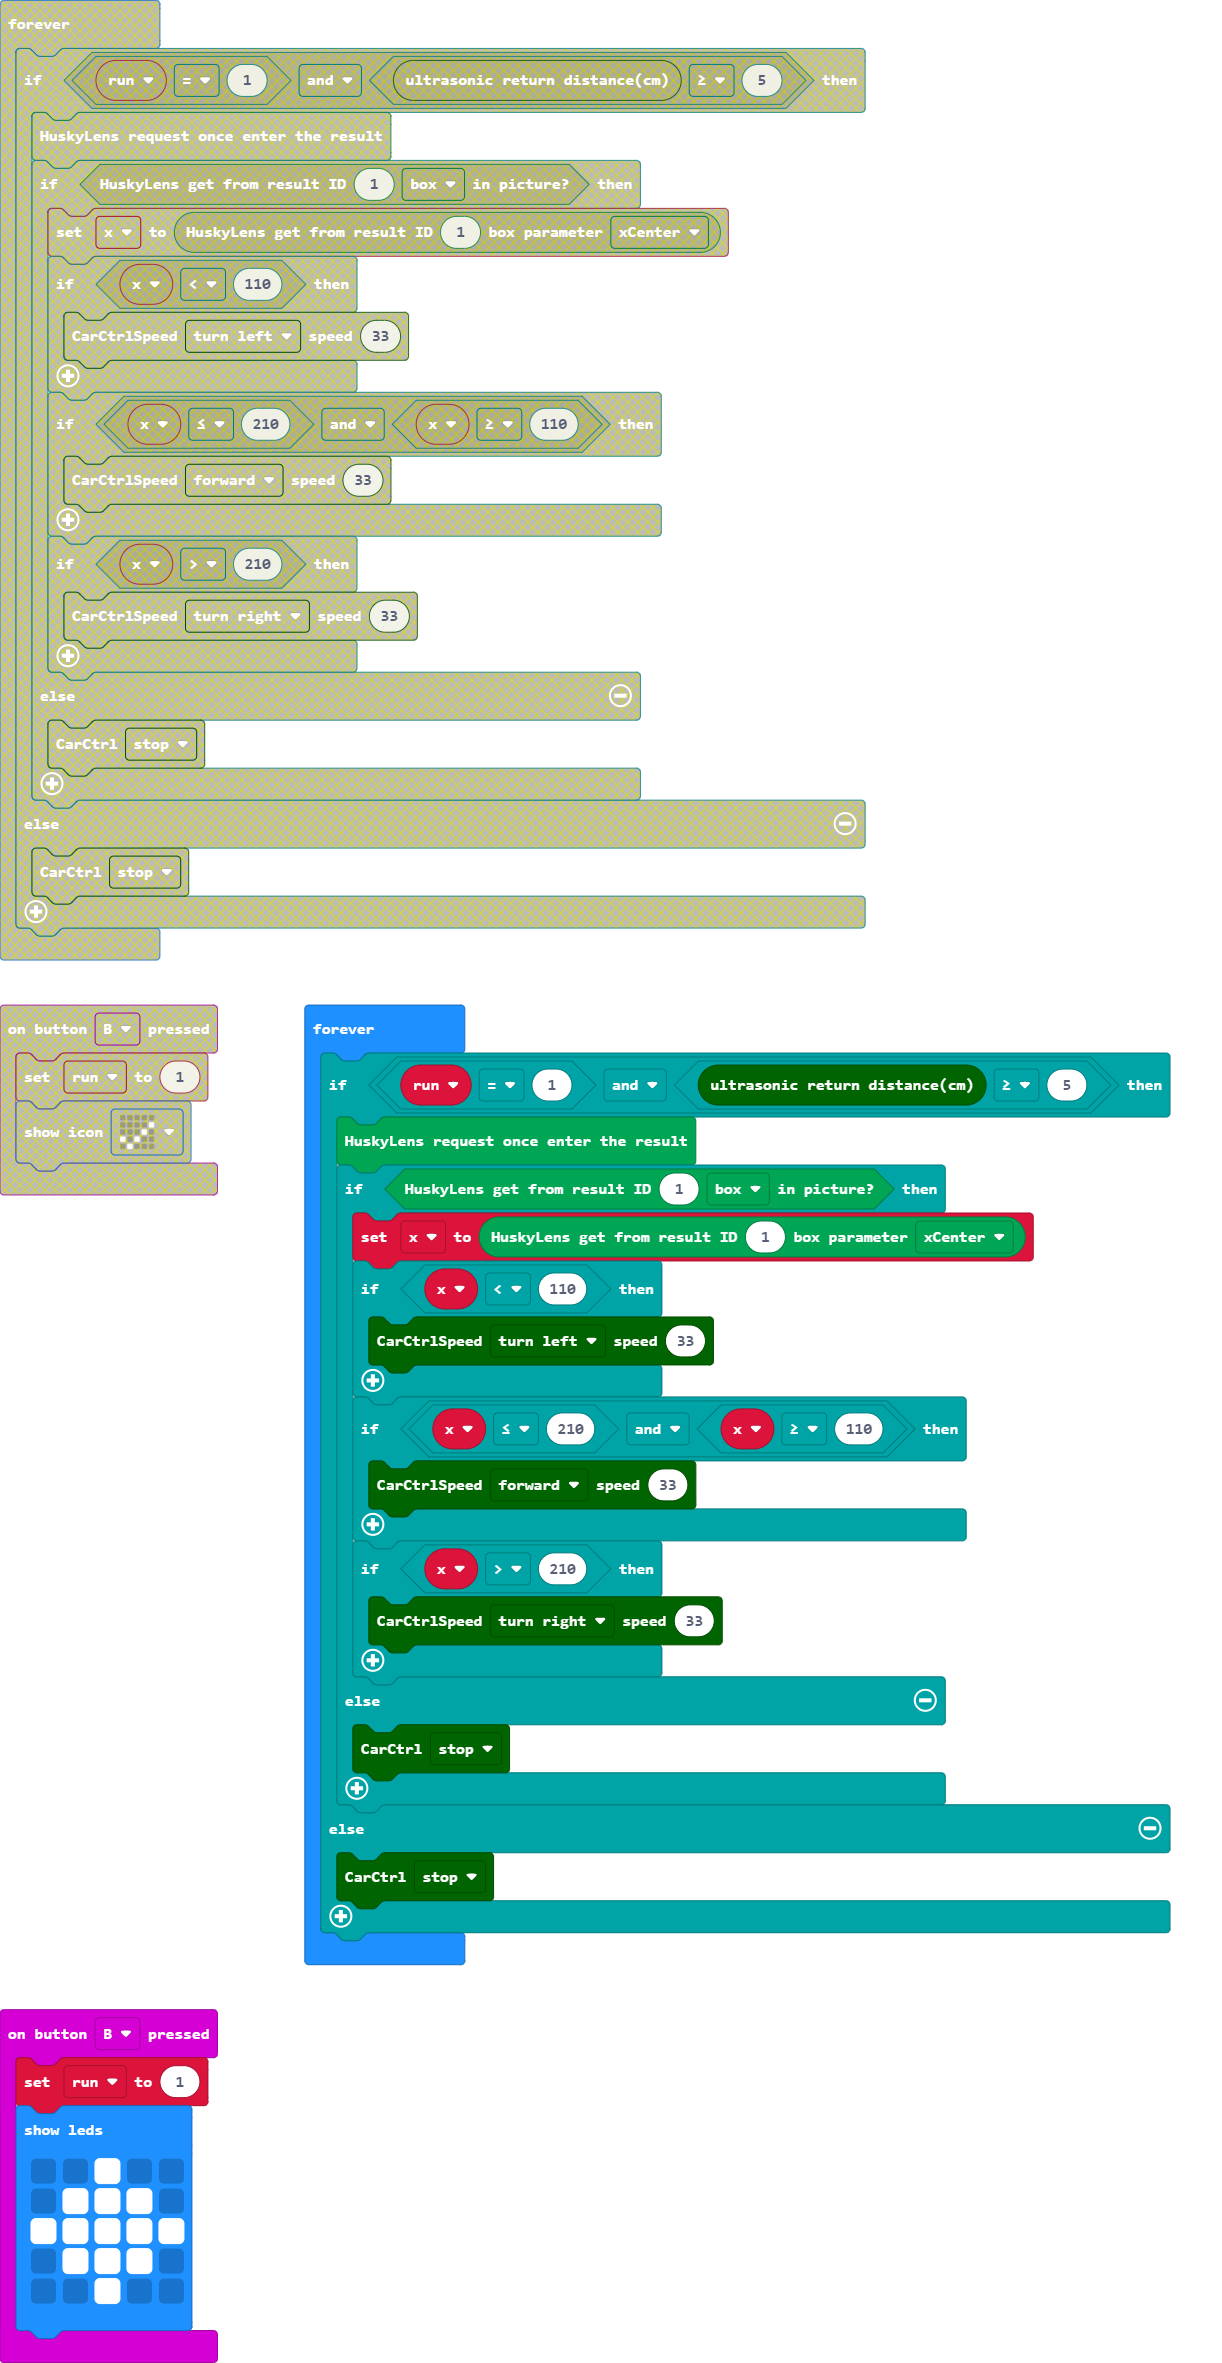 forever
if run = 1 and ultrasonic return distance(cm) ≥ 5 then
HuskyLens request once enter the result
if HuskyLens get from result ID 1 box in picture? then
set x to HuskyLens get from result ID 1 box parameter xCenter
if x < 110 then
CarCtrlSpeed turn left speed 33
if x ≤ 210 and x ≥ 110 then
CarCtrlSpeed forward speed 33
if x > 210 then
CarCtrlSpeed turn right speed 33
else
CarCtrl stop
else
CarCtrl stop
on button B pressed
set run to 1
show icon
forever
if run = 1 and ultrasonic return distance(cm) ≥ 5 then
HuskyLens request once enter the result
if HuskyLens get from result ID 1 box in picture? then
set x to HuskyLens get from result ID 1 box parameter xCenter
if x < 110 then
CarCtrlSpeed turn left speed 33
if x ≤ 210 and x ≥ 110 then
CarCtrlSpeed forward speed 33
if x > 210 then
CarCtrlSpeed turn right speed 33
else
CarCtrl stop
else
CarCtrl stop
on button B pressed
set run to 1
show leds